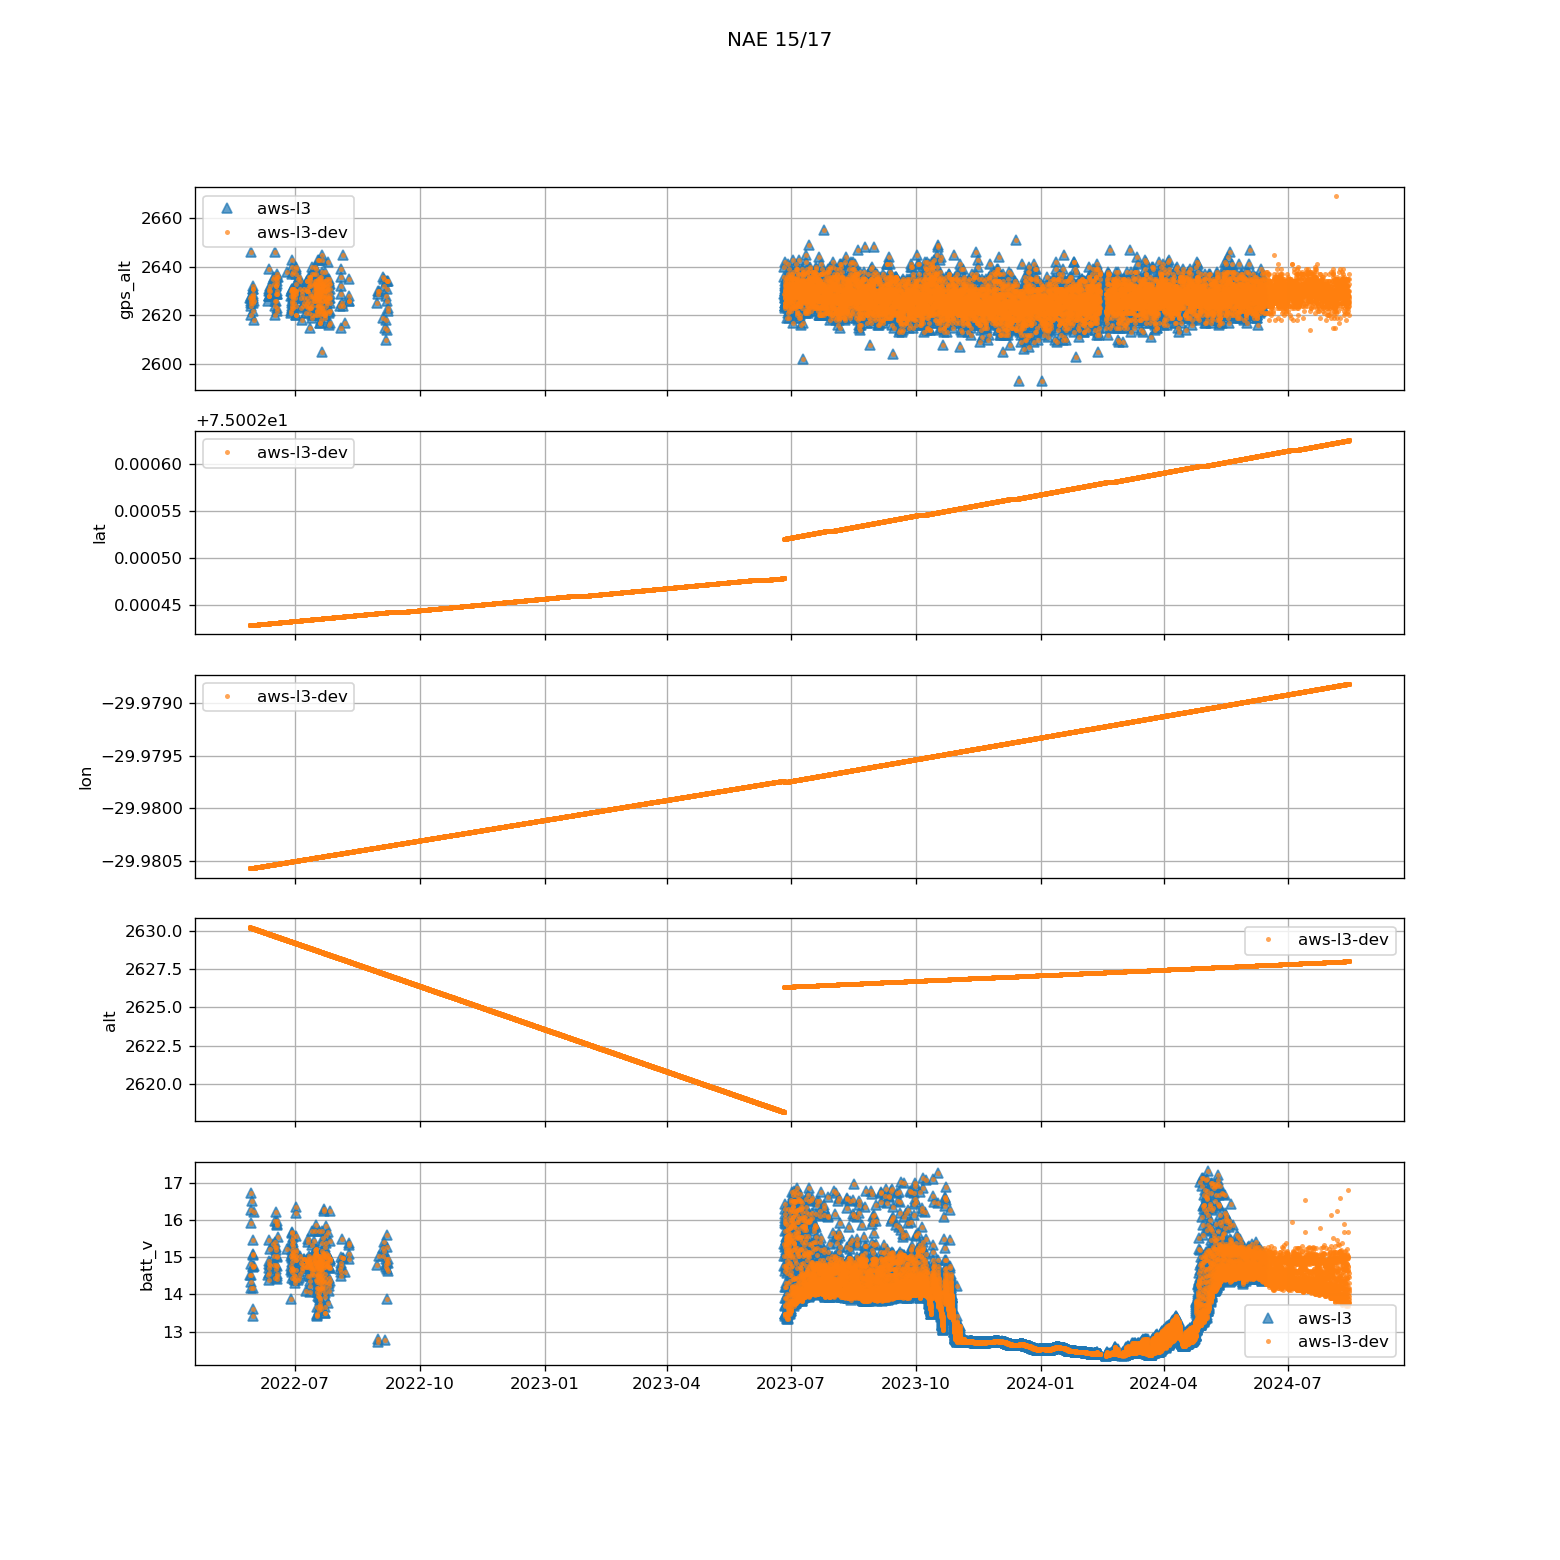 NAE 15/17
aws-l3
aws-l3-dev
2660
2640
2620
2600
gps_alt
+7.5002e1
aws-l3-dev
0.00060
0.00055
0.00050
0.00045
lat
aws-l3-dev
−29.9790
−29.9795
−29.9800
−29.9805
lon
aws-l3-dev
2630.0
2627.5
2625.0
2622.5
2620.0
alt
17
16
15
14
13
batt_v
aws-l3
aws-l3-dev
2022-07 2022-10 2023-01 2023-04 2023-07 2023-10 2024-01 2024-04 2024-07